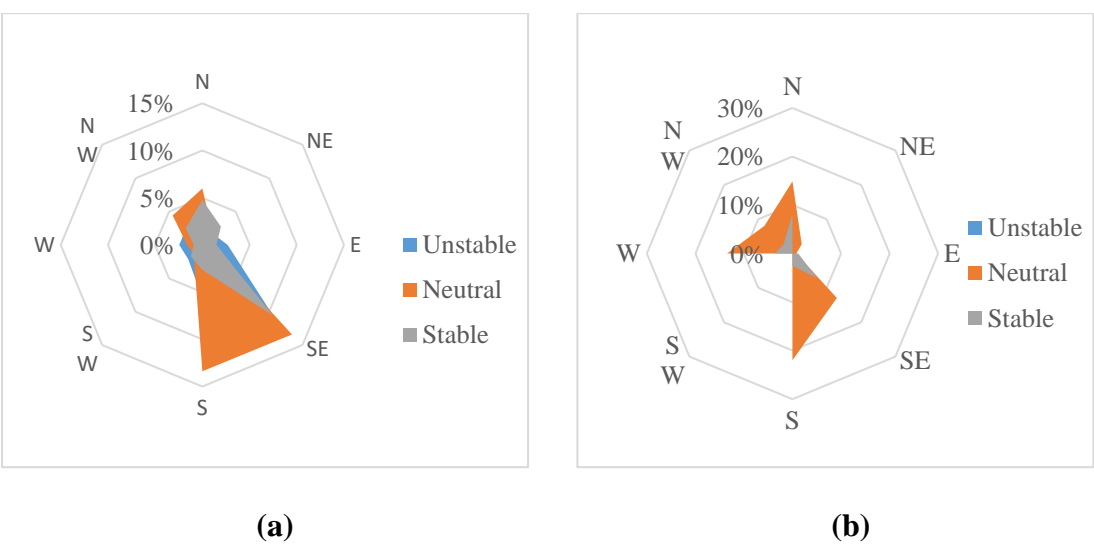 N
15%
N
W
NE
10%
5%
W
0%
E
Unstable
Neutral
Stable
S
W
SE
S
(a)
N
30%
N
W
NE
20%
10%
W
0%
E
Unstable
Neutral
Stable
S
W
SE
S
(b)